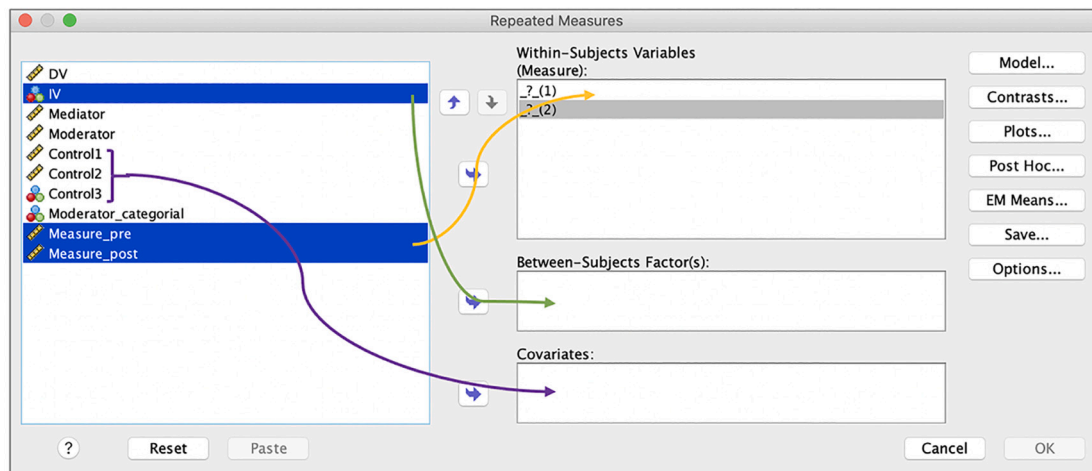 Repeated Measures
DV
IV
Mediator
Moderator
Control1
Control2
Control3
Moderator_categorial
Measure_pre
Measure_post
Within-Subjects Variables
(Measure):
_?_(1)
_?_(2)
Between-Subjects Factor(s):
Covariates:
Model...
Contrasts...
Plots...
Post Hoc...
EM Means...
Save...
Options...
?
Reset
Paste
Cancel
OK